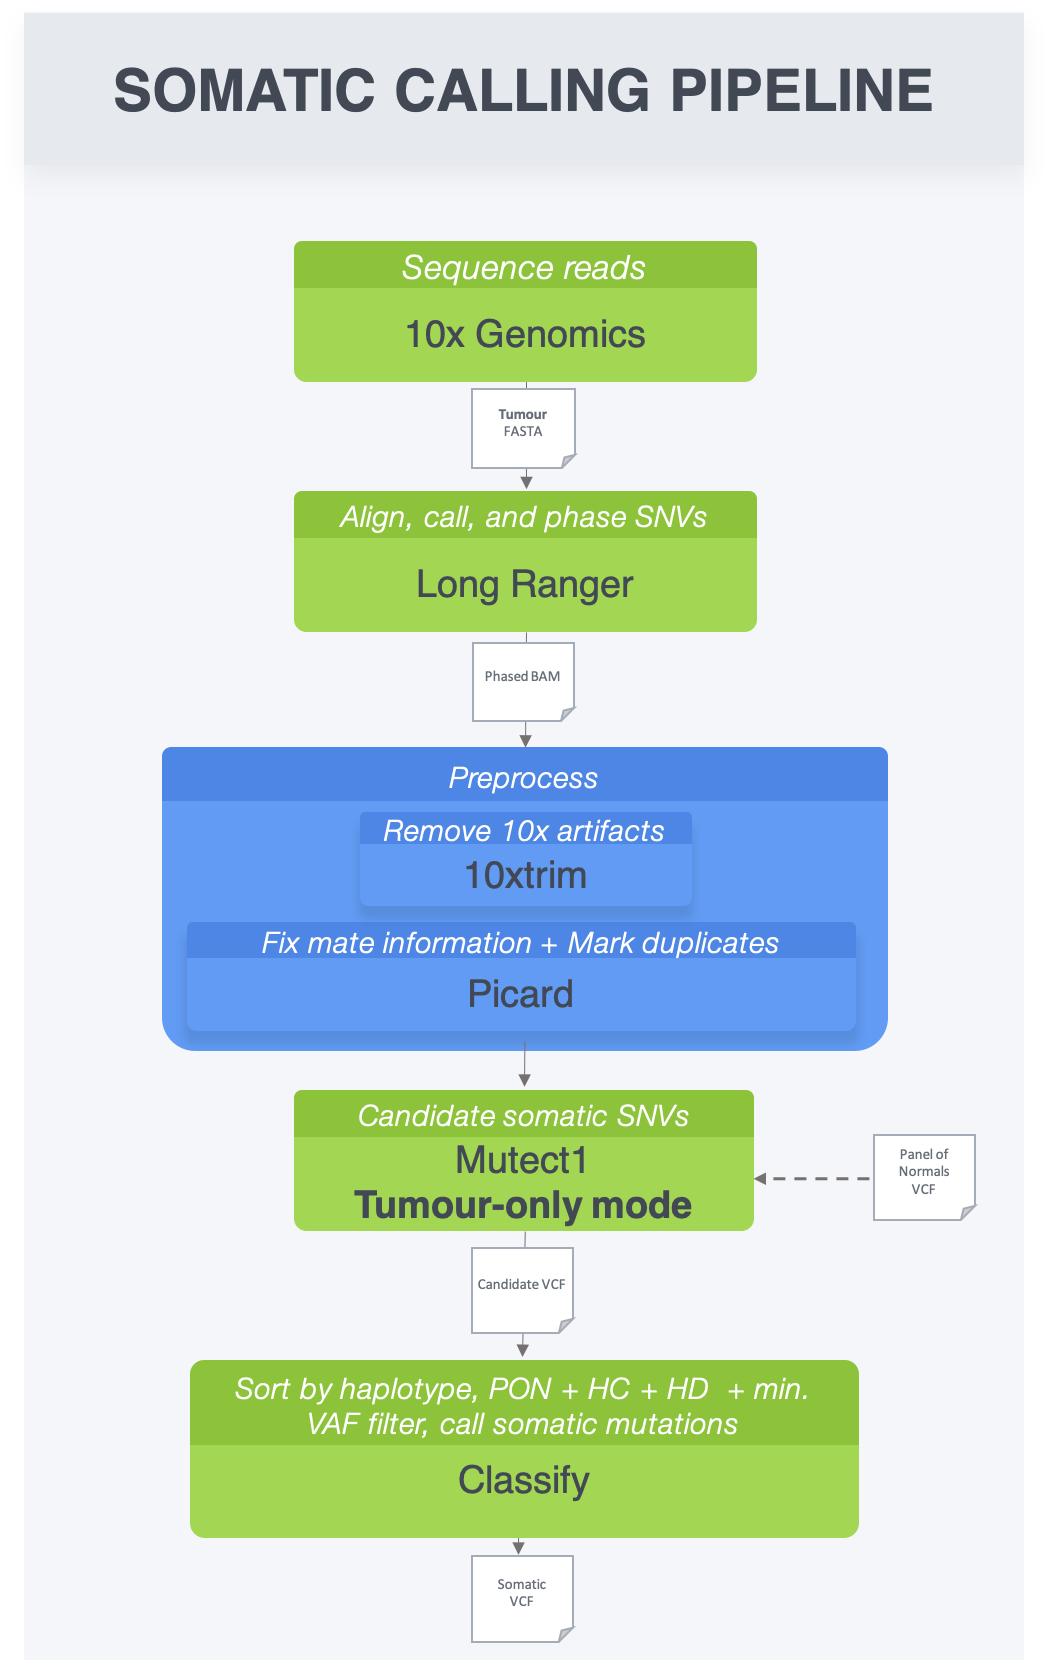 SOMATIC CALLING PIPELINE
Sequence reads
10x Genomics
Tumour
FASTA
Align, call, and phase SNVs
Long Ranger
Phased BAM
Preprocess
Remove 10x artifacts
10xtrim
Fix mate information + Mark duplicates
Picard
Candidate somatic SNVs
Mutect1
Tumour-only mode
Panel of
Normals
VCF
Candidate VCF
Sort by haplotype, PON + HC + HD + min.
VAF filter, call somatic mutations
Classify
Somatic
VCF